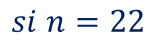 si n = 22